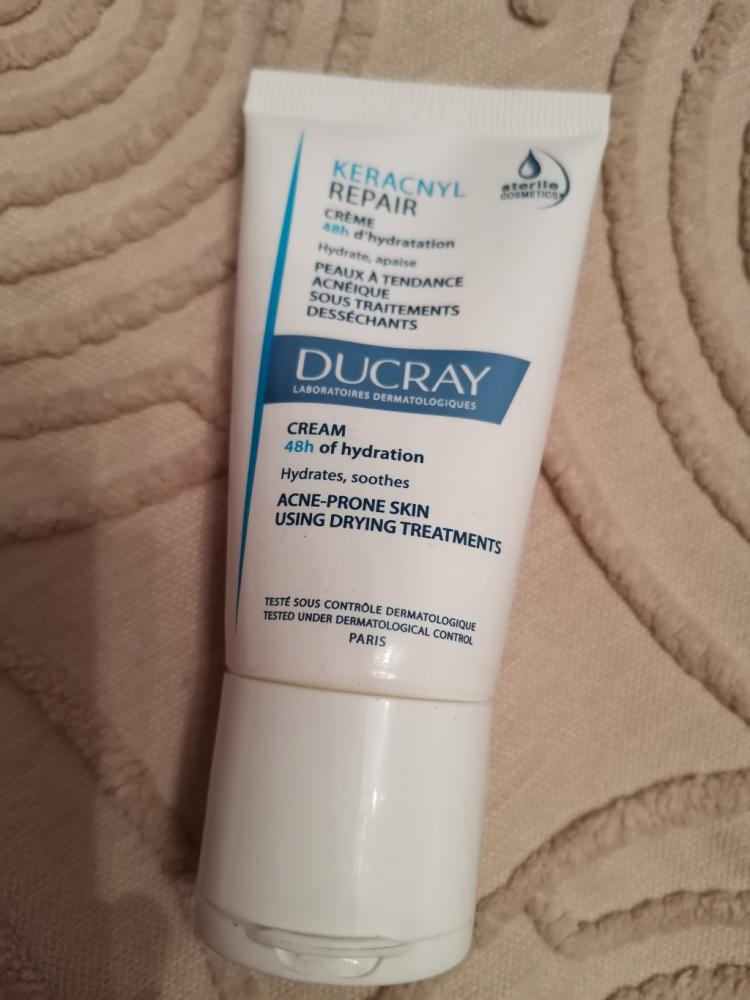 KERACNYL
REPAIR
sterile
COSMETICS
CRÈME
48h d'hydratation
Hydrate, apaise
PEAUX À TENDANCE
ACNÉIQUE
SOUS TRAITEMENTS
DESSÉCHANTS
DUCRAY
LABORATOIRES DERMATOLOGIQUES
CREAM
48h of hydration
Hydrates, soothes
ACNE-PRONE SKIN
USING DRYING TREATMENTS
TESTÉ SOUS CONTRÔLE DERMATOLOGIQUE
TESTED UNDER DERMATOLOGICAL CONTROL
PARIS